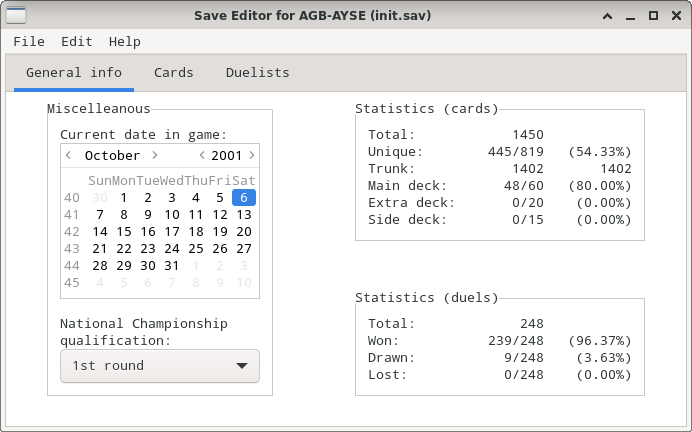 Save Editor for AGB-AYSE (init.sav)
File Edit Help
General info Cards Duelists
Miscelleanous
Current date in game:
October 2001
Sun Mon Tue Wed Thu Fri Sat
40 30 1 2 3 4 5 6
41 7 8 9 10 11 12 13
42 14 15 16 17 18 19 20
43 21 22 23 24 25 26 27
44 28 29 30 31 1 2 3
45 4 5 6 7 8 9 10
National Championship
qualification:
1st round
Statistics (cards)
Total: 1450
Unique: 445/819 (54.33%)
Trunk: 1402 1402
Main deck: 48/60 (80.00%)
Extra deck: 0/20 (0.00%)
Side deck: 0/15 (0.00%)
Statistics (duels)
Total: 248
Won: 239/248 (96.37%)
Drawn: 9/248 (3.63%)
Lost: 0/248 (0.00%)